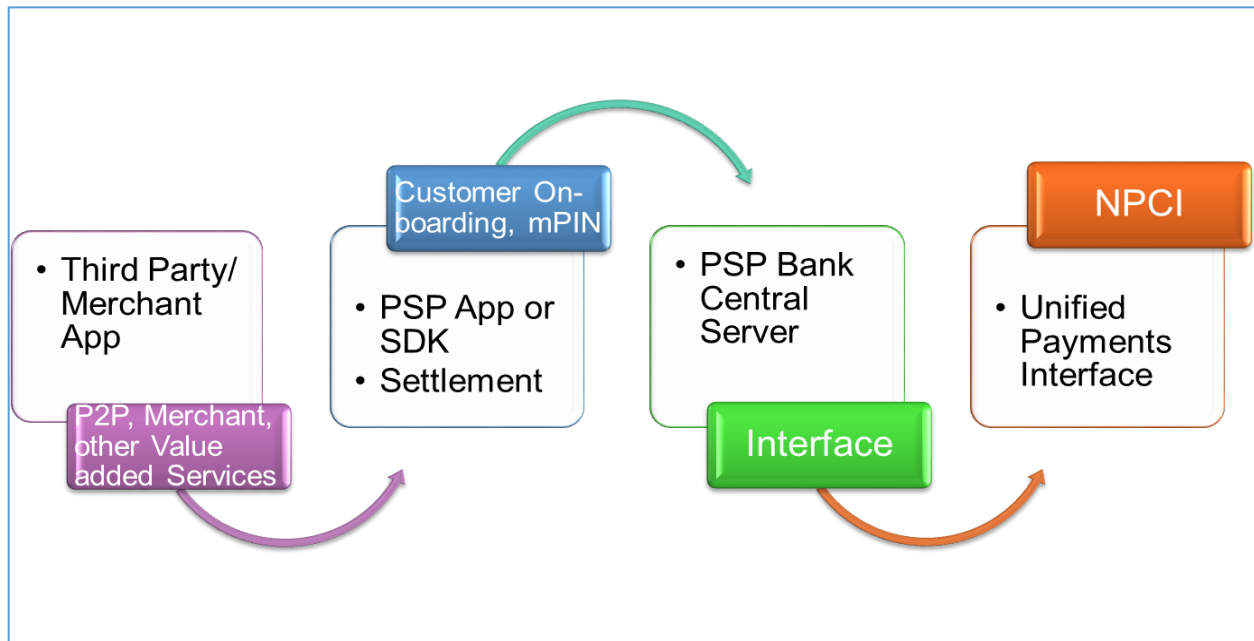 • Third Party/
Merchant
App
P2P, Merchant,
other Value
added Services
Customer On-
boarding, mPIN
• PSP App or
SDK
• Settlement
• PSP Bank
Central
Server
Interface
NPCI
• Unified
Payments
Interface